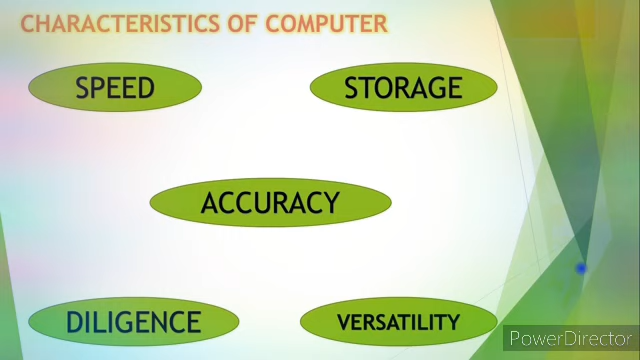 CHARACTERISTICS OF COMPUTER
SPEED
STORAGE
ACCURACY
DILIGENCE
VERSATILITY
PowerDirector